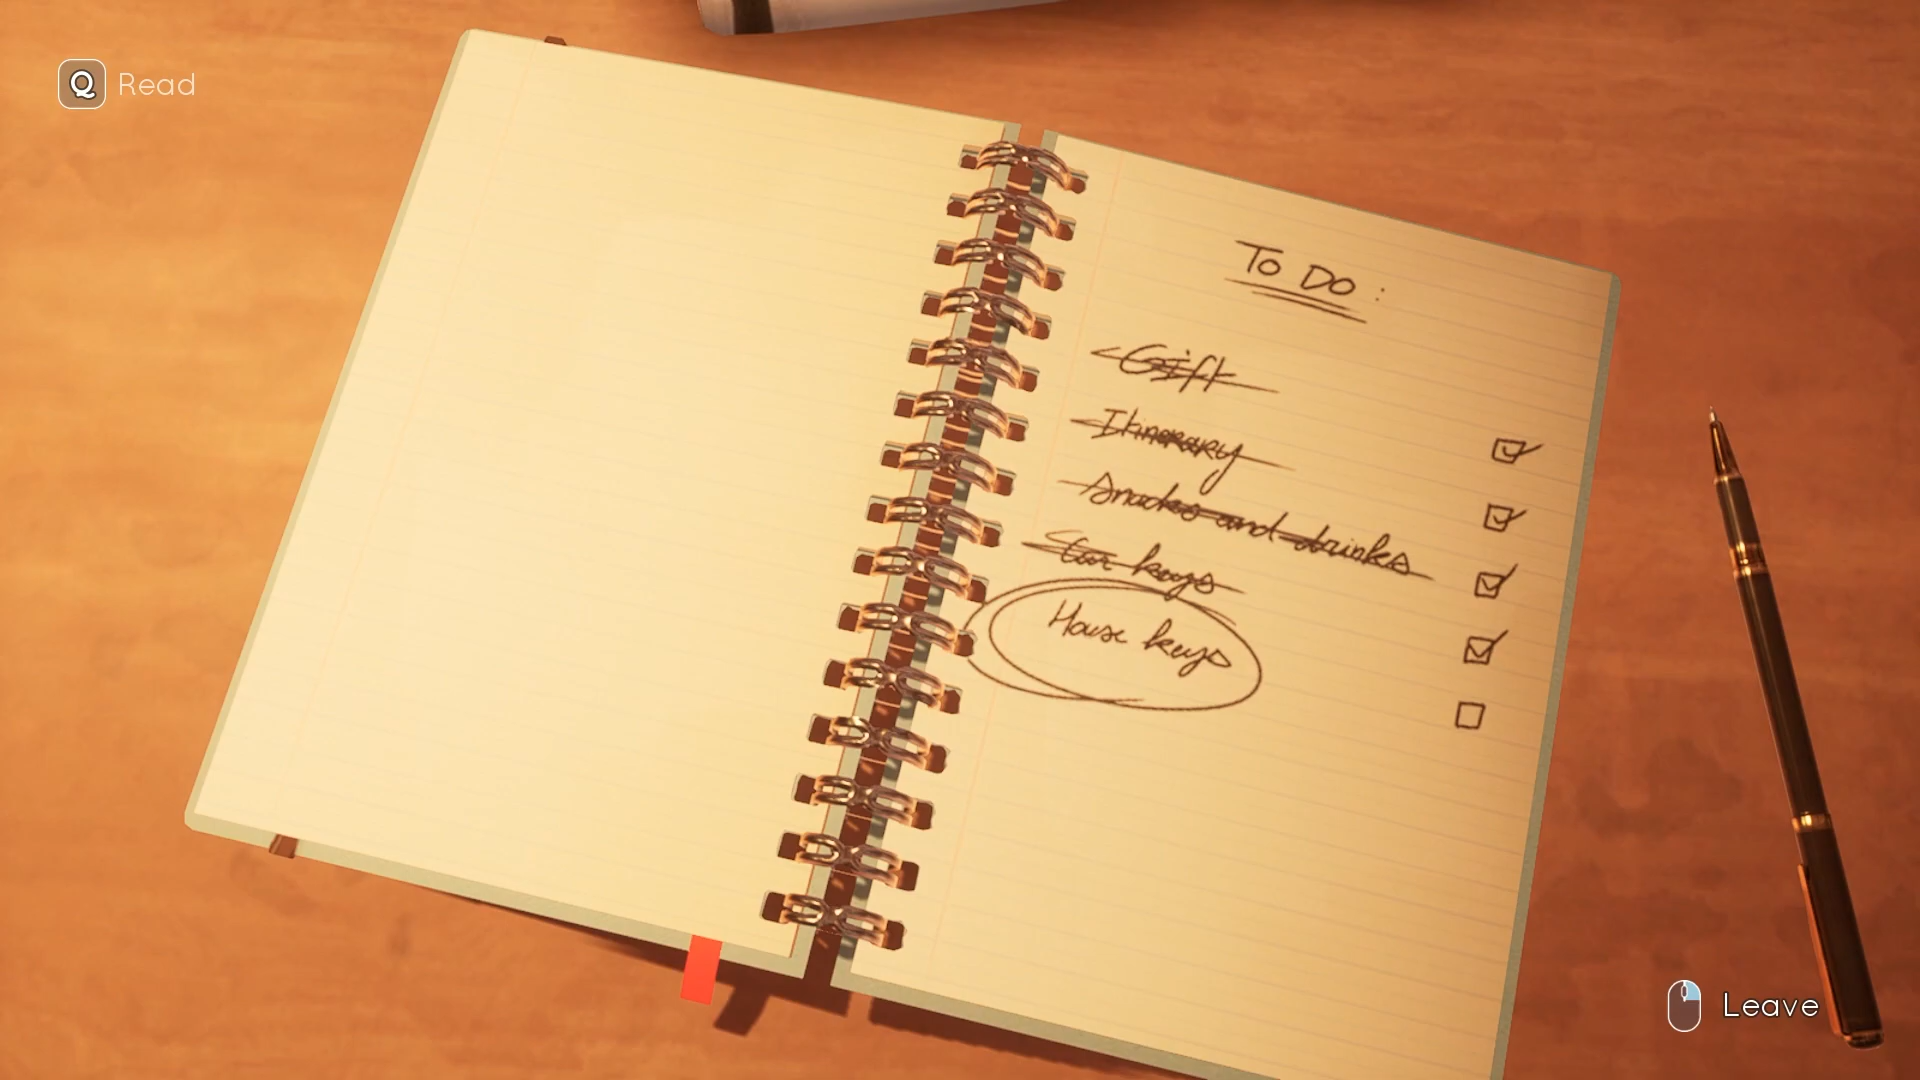 Q Read
To Do :
Gift
Itinerary
Snacks and drinks
Car keys
House keys
Leave